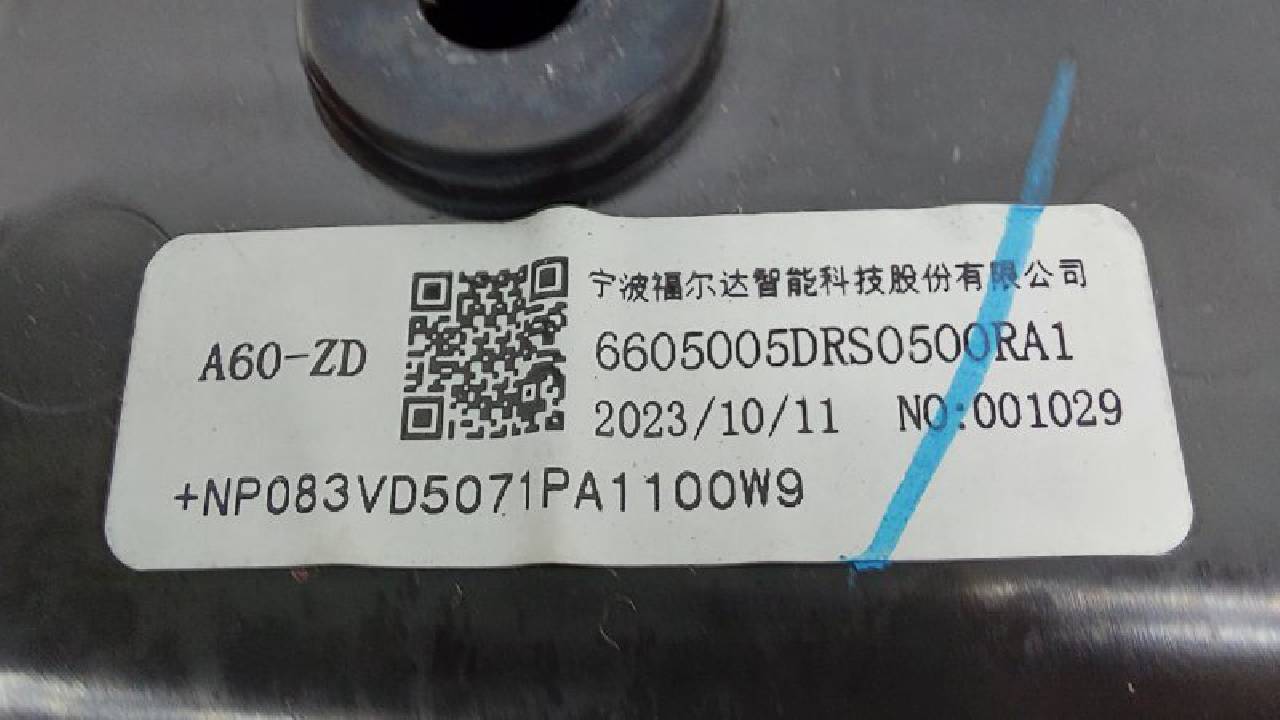 宁波福尔达智能科技股份有限公司
A60-ZD
6605005DRS0500RA1
2023/10/11 NO:001029
+NP083VD5071PA1100W9